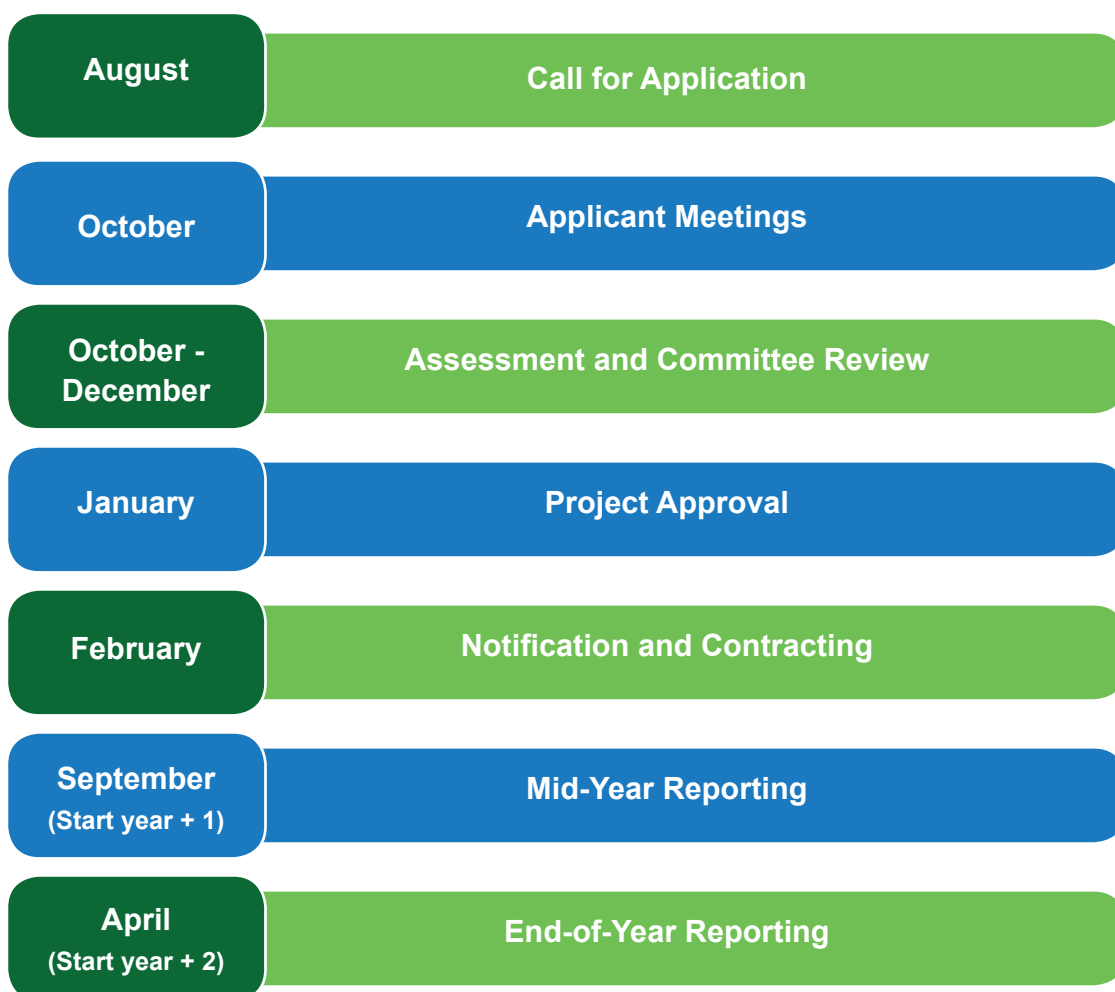 August
Call for Application
October
Applicant Meetings
October -
December
Assessment and Committee Review
January
Project Approval
February
Notification and Contracting
September
(Start year + 1)
Mid-Year Reporting
April
(Start year + 2)
End-of-Year Reporting